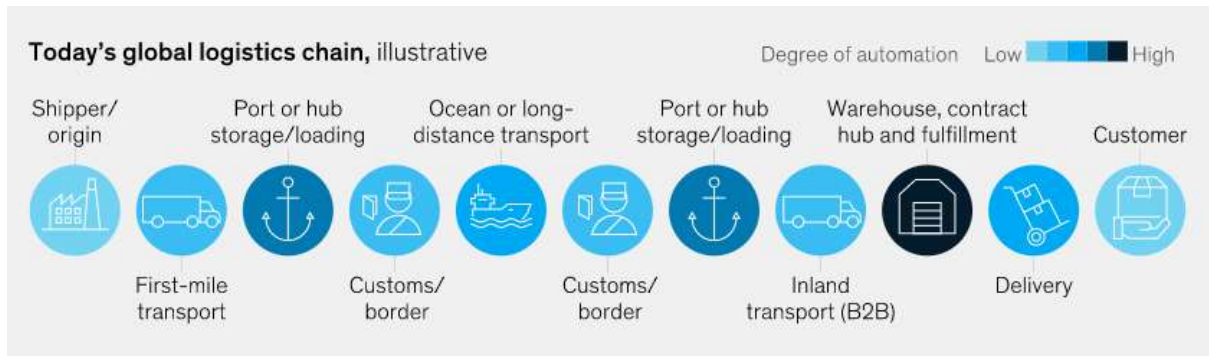 Today's global logistics chain, illustrative
Degree of automation Low High
Shipper/
origin
Port or hub
storage/loading
Ocean or long-
distance transport
Port or hub
storage/loading
Warehouse, contract
hub and fulfillment
Customer
First-mile
transport
Customs/
border
Customs/
border
Inland
transport (B2B)
Delivery